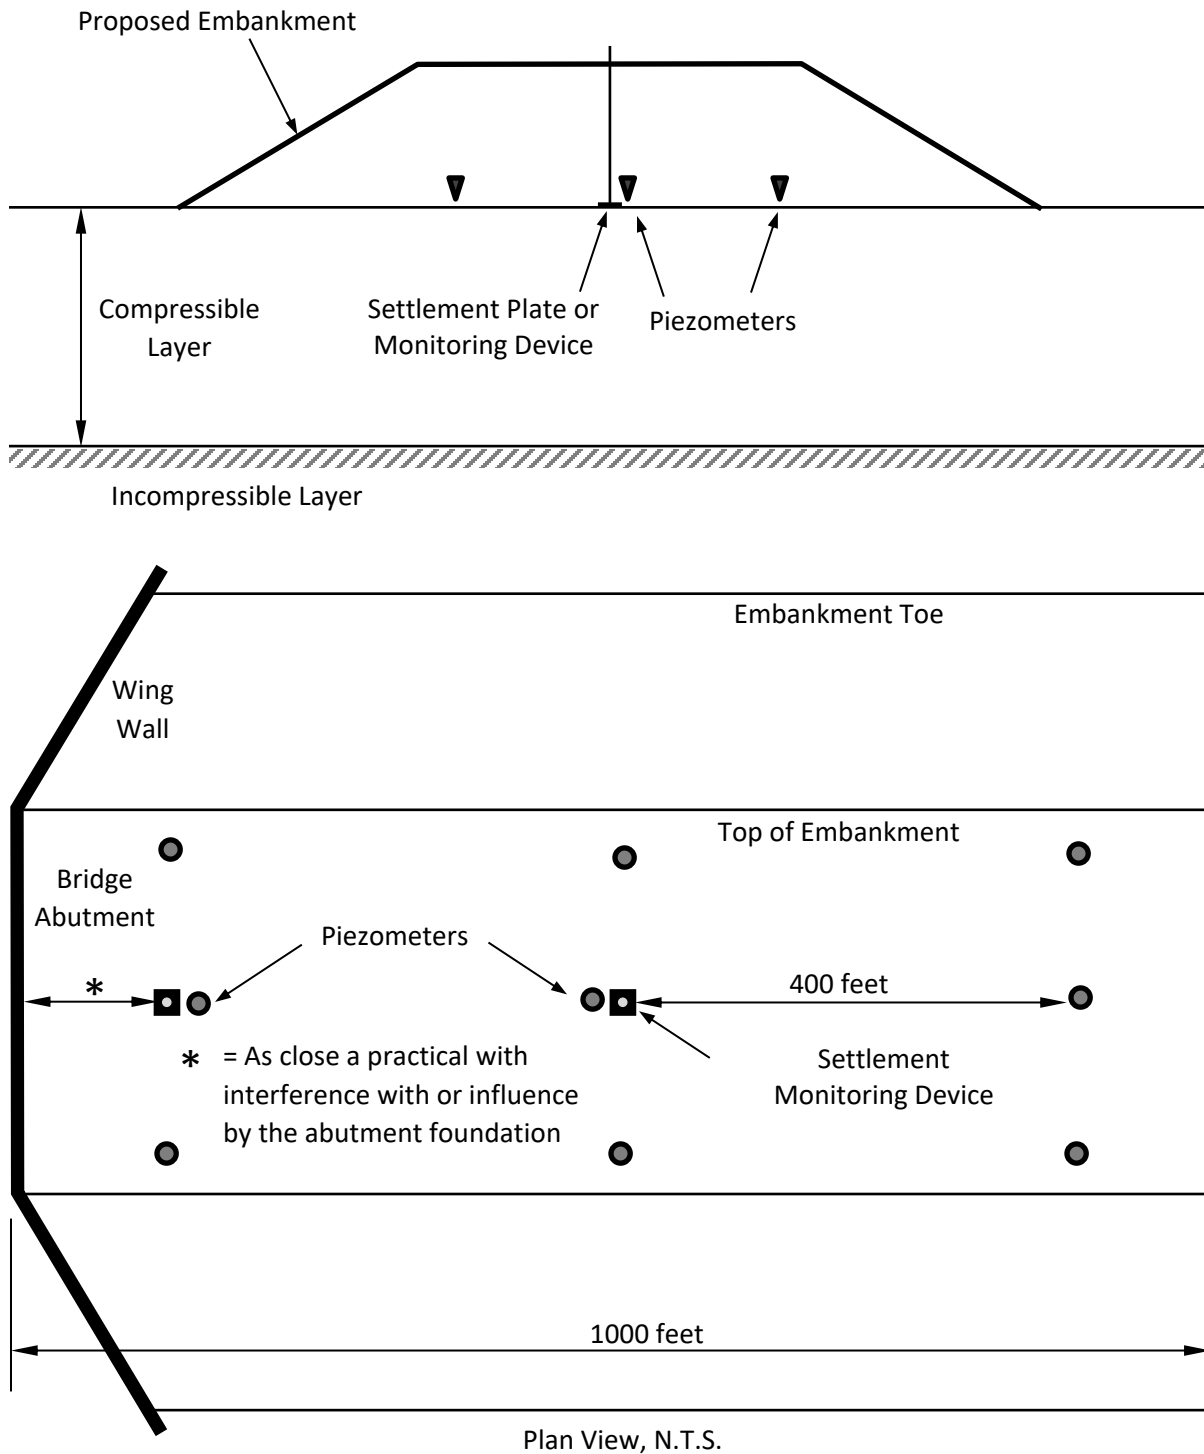 Proposed Embankment
Compressible
Layer
Settlement Plate or
Monitoring Device
Piezometers
Incompressible Layer
Embankment Toe
Wing
Wall
Top of Embankment
Bridge
Abutment
Piezometers
*
400 feet
* = As close a practical with
interference with or influence
by the abutment foundation
Settlement
Monitoring Device
1000 feet
Plan View, N.T.S.